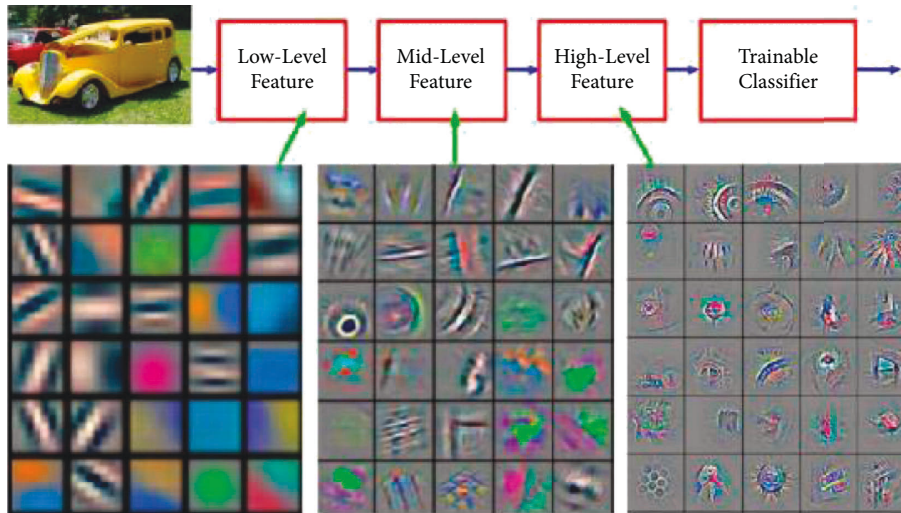 Low-Level
Feature
Mid-Level
Feature
High-Level
Feature
Trainable
Classifier